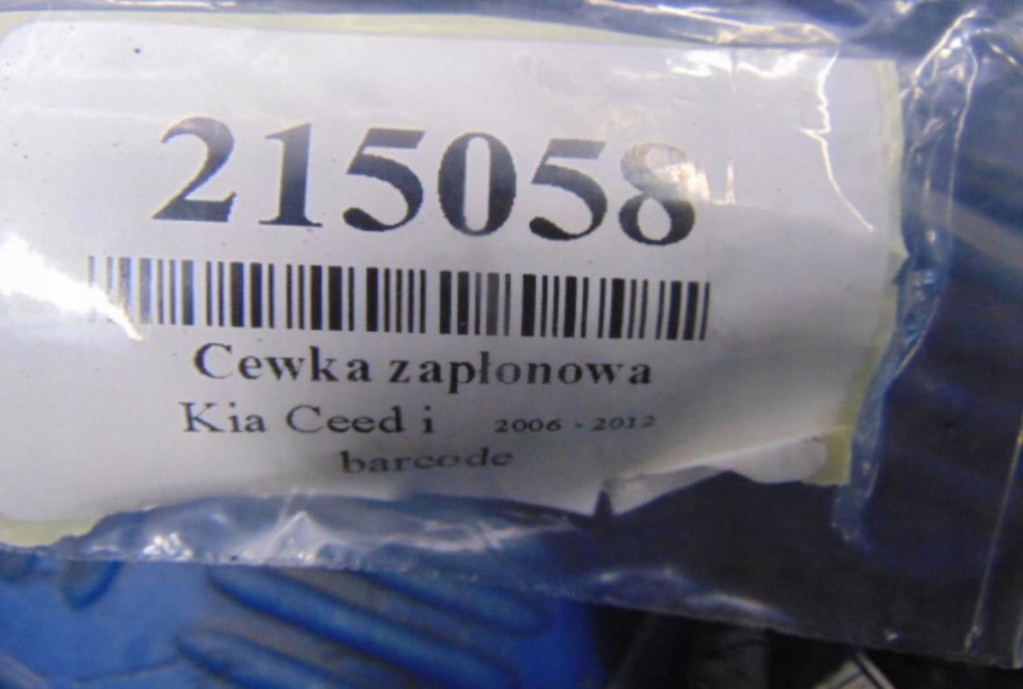 215058
Cewka zapłonowa
Kia Ceed i 2006 - 2012
barcode